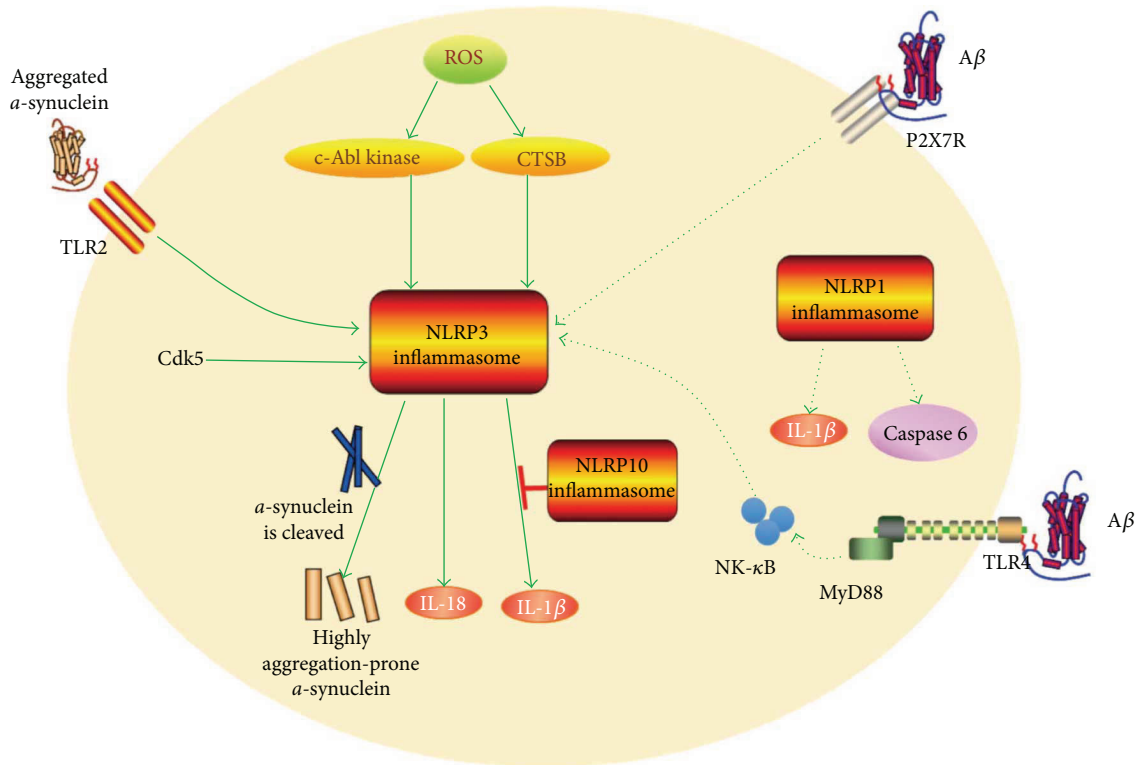 ROS
Aggregated
a-synuclein
Aβ
P2X7R
c-Abl kinase
CTSB
TLR2
NLRP1
inflammasome
NLRP3
inflammasome
Cdk5
IL-1β
Caspase 6
NLRP10
inflammasome
a-synuclein
is cleaved
Aβ
TLR4
NK-κB
MyD88
IL-18
IL-1β
Highly
aggregation-prone
a-synuclein